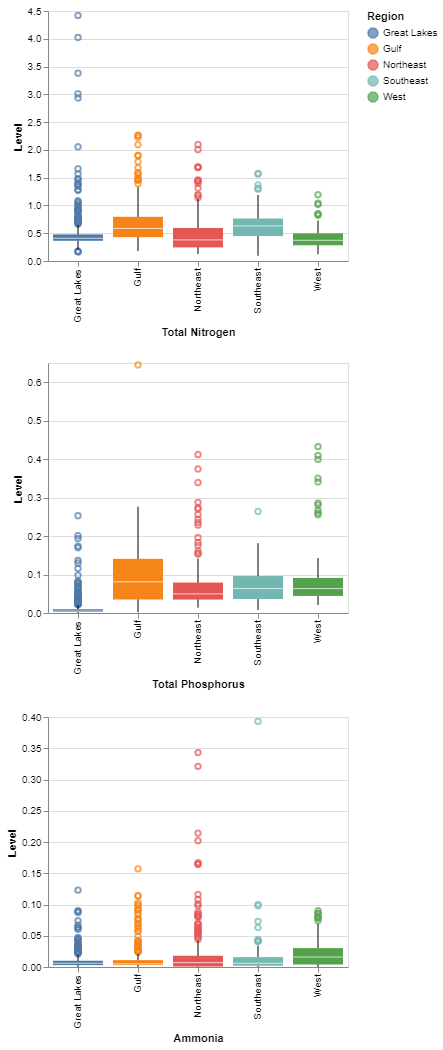 Region
Great Lakes
Gulf
Northeast
Southeast
West
4.5
4.0
3.5
3.0
2.5
2.0
1.5
1.0
0.5
0.0
Level
Great Lakes
Gulf
Northeast
Southeast
West
Total Nitrogen
0.6
0.5
0.4
0.3
0.2
0.1
0.0
Level
Great Lakes
Gulf
Northeast
Southeast
West
Total Phosphorus
0.40
0.35
0.30
0.25
0.20
0.15
0.10
0.05
0.00
Level
Great Lakes
Gulf
Northeast
Southeast
West
Ammonia